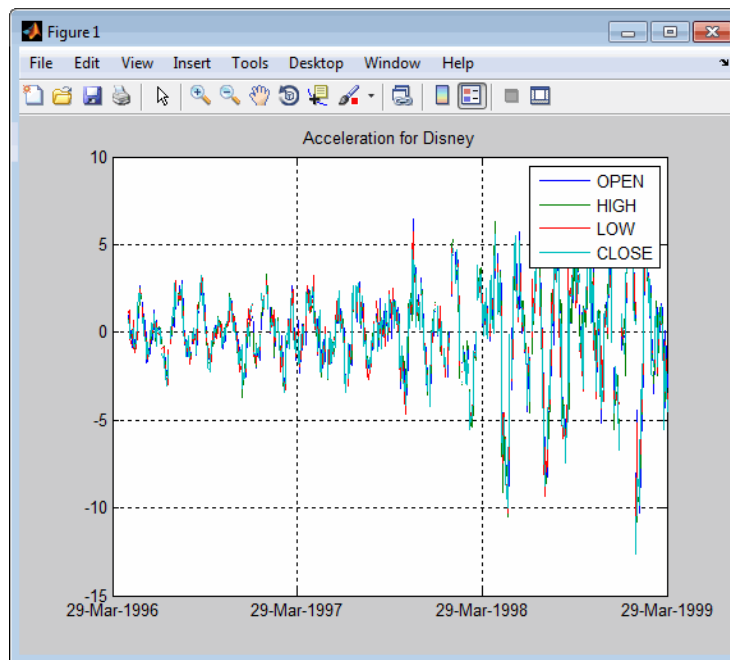 Figure 1
File Edit View Insert Tools Desktop Window Help
Acceleration for Disney
10
5
0
-5
-10
-15
OPEN
HIGH
LOW
CLOSE
29-Mar-1996 29-Mar-1997 29-Mar-1998 29-Mar-1999